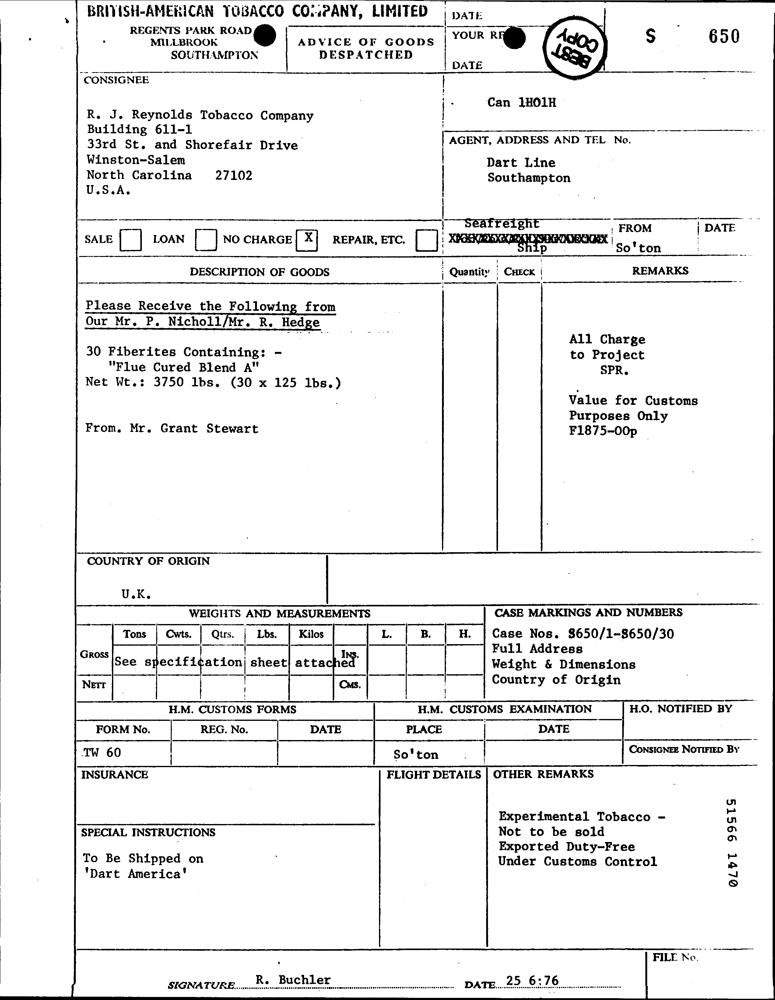 BRITISH-AMERICAN TOBACCO COMPANY, LIMITED
REGENTS PARK ROAD
MILLBROOK
SOUTHAMPTON
ADVICE OF GOODS
DESPATCHED
DATE
YOUR RE
DATE
BEST
COPY
S 650
CONSIGNEE
R. J. Reynolds Tobacco Company
Building 611-1
33rd St. and Shorefair Drive
Winston-Salem
North Carolina 27102
U.S.A.
Can 1H01H
AGENT, ADDRESS AND TEL No.
Dart Line
Southampton
SALE LOAN NO CHARGE X REPAIR, ETC.
Seafreight
Ship
FROM
So'ton
DATE
DESCRIPTION OF GOODS Quantity CHECK REMARKS
Please Receive the Following from
Our Mr. P. Nicholl/Mr. R. Hedge
30 Fiberites Containing: -
"Flue Cured Blend A"
Net Wt.: 3750 lbs. (30 x 125 lbs.)
From. Mr. Grant Stewart
All Charge
to Project
SPR.
Value for Customs
Purposes Only
F1875-00p
COUNTRY OF ORIGIN
U.K.
WEIGHTS AND MEASUREMENTS
Tons Cwts. Qtrs. Lbs. Kilos L. B. H.
GROSS
See specification sheet attached
INS.
NETT CMS.
CASE MARKINGS AND NUMBERS
Case Nos. S650/1-S650/30
Full Address
Weight & Dimensions
Country of Origin
H.M. CUSTOMS FORMS H.M. CUSTOMS EXAMINATION H.O. NOTIFIED BY
FORM No. REG. No. DATE PLACE DATE
TW 60 So'ton CONSIGNEE NOTIFIED BY
INSURANCE FLIGHT DETAILS OTHER REMARKS
SPECIAL INSTRUCTIONS
To Be Shipped on
'Dart America'
Experimental Tobacco -
Not to be sold
Exported Duty-Free
Under Customs Control
51566 1470
FILE No.
SIGNATURE R. Buchler DATE 25 6:76